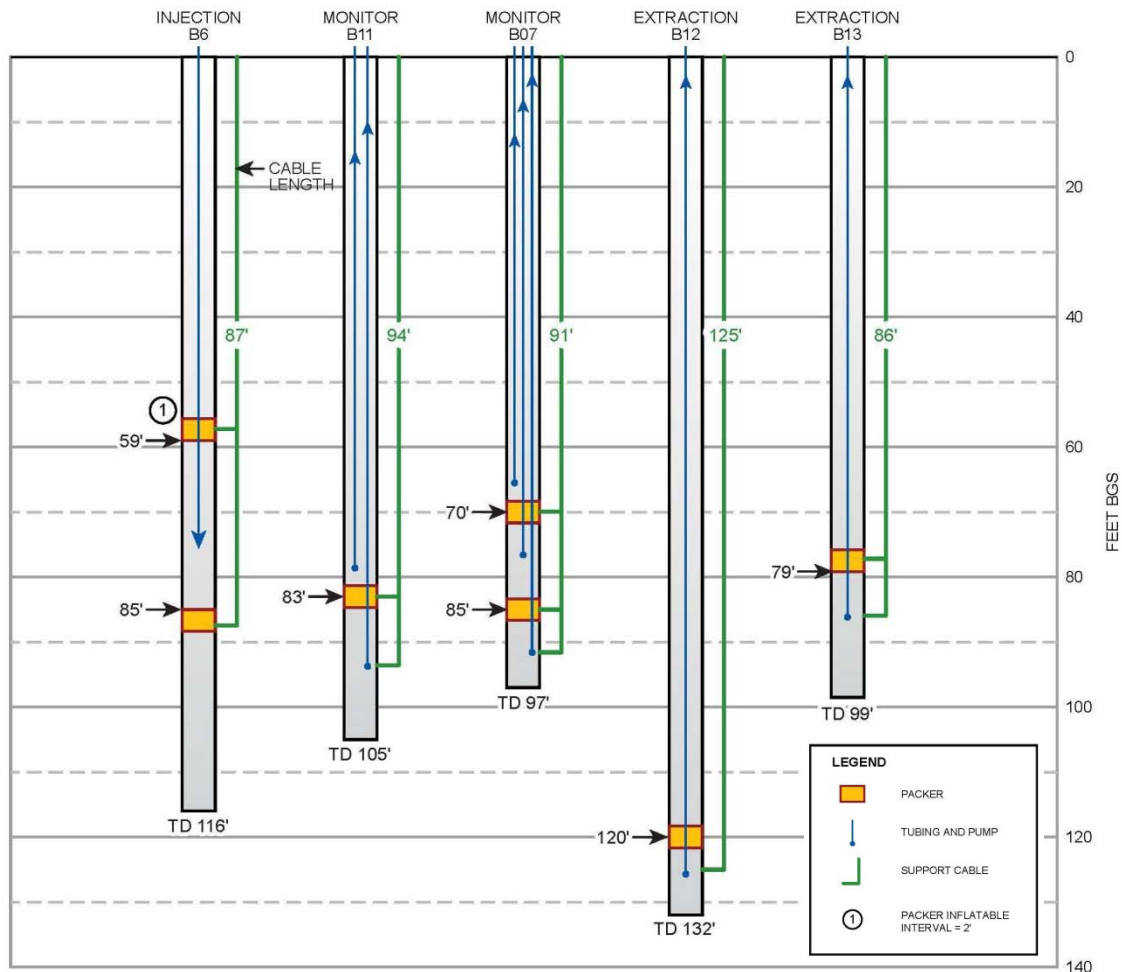 INJECTION
B6
MONITOR
B11
MONITOR
B07
EXTRACTION
B12
EXTRACTION
B13
0
CABLE
LENGTH
20
40
87'
94'
91'
125'
86'
1
59'
60
70'
79'
80
83'
85'
85'
TD 97'
TD 99'
100
TD 105'
TD 116'
120'
120
TD 132'
140
FEET BGS
LEGEND
PACKER
TUBING AND PUMP
SUPPORT CABLE
1
PACKER INFLATABLE
INTERVAL = 2'